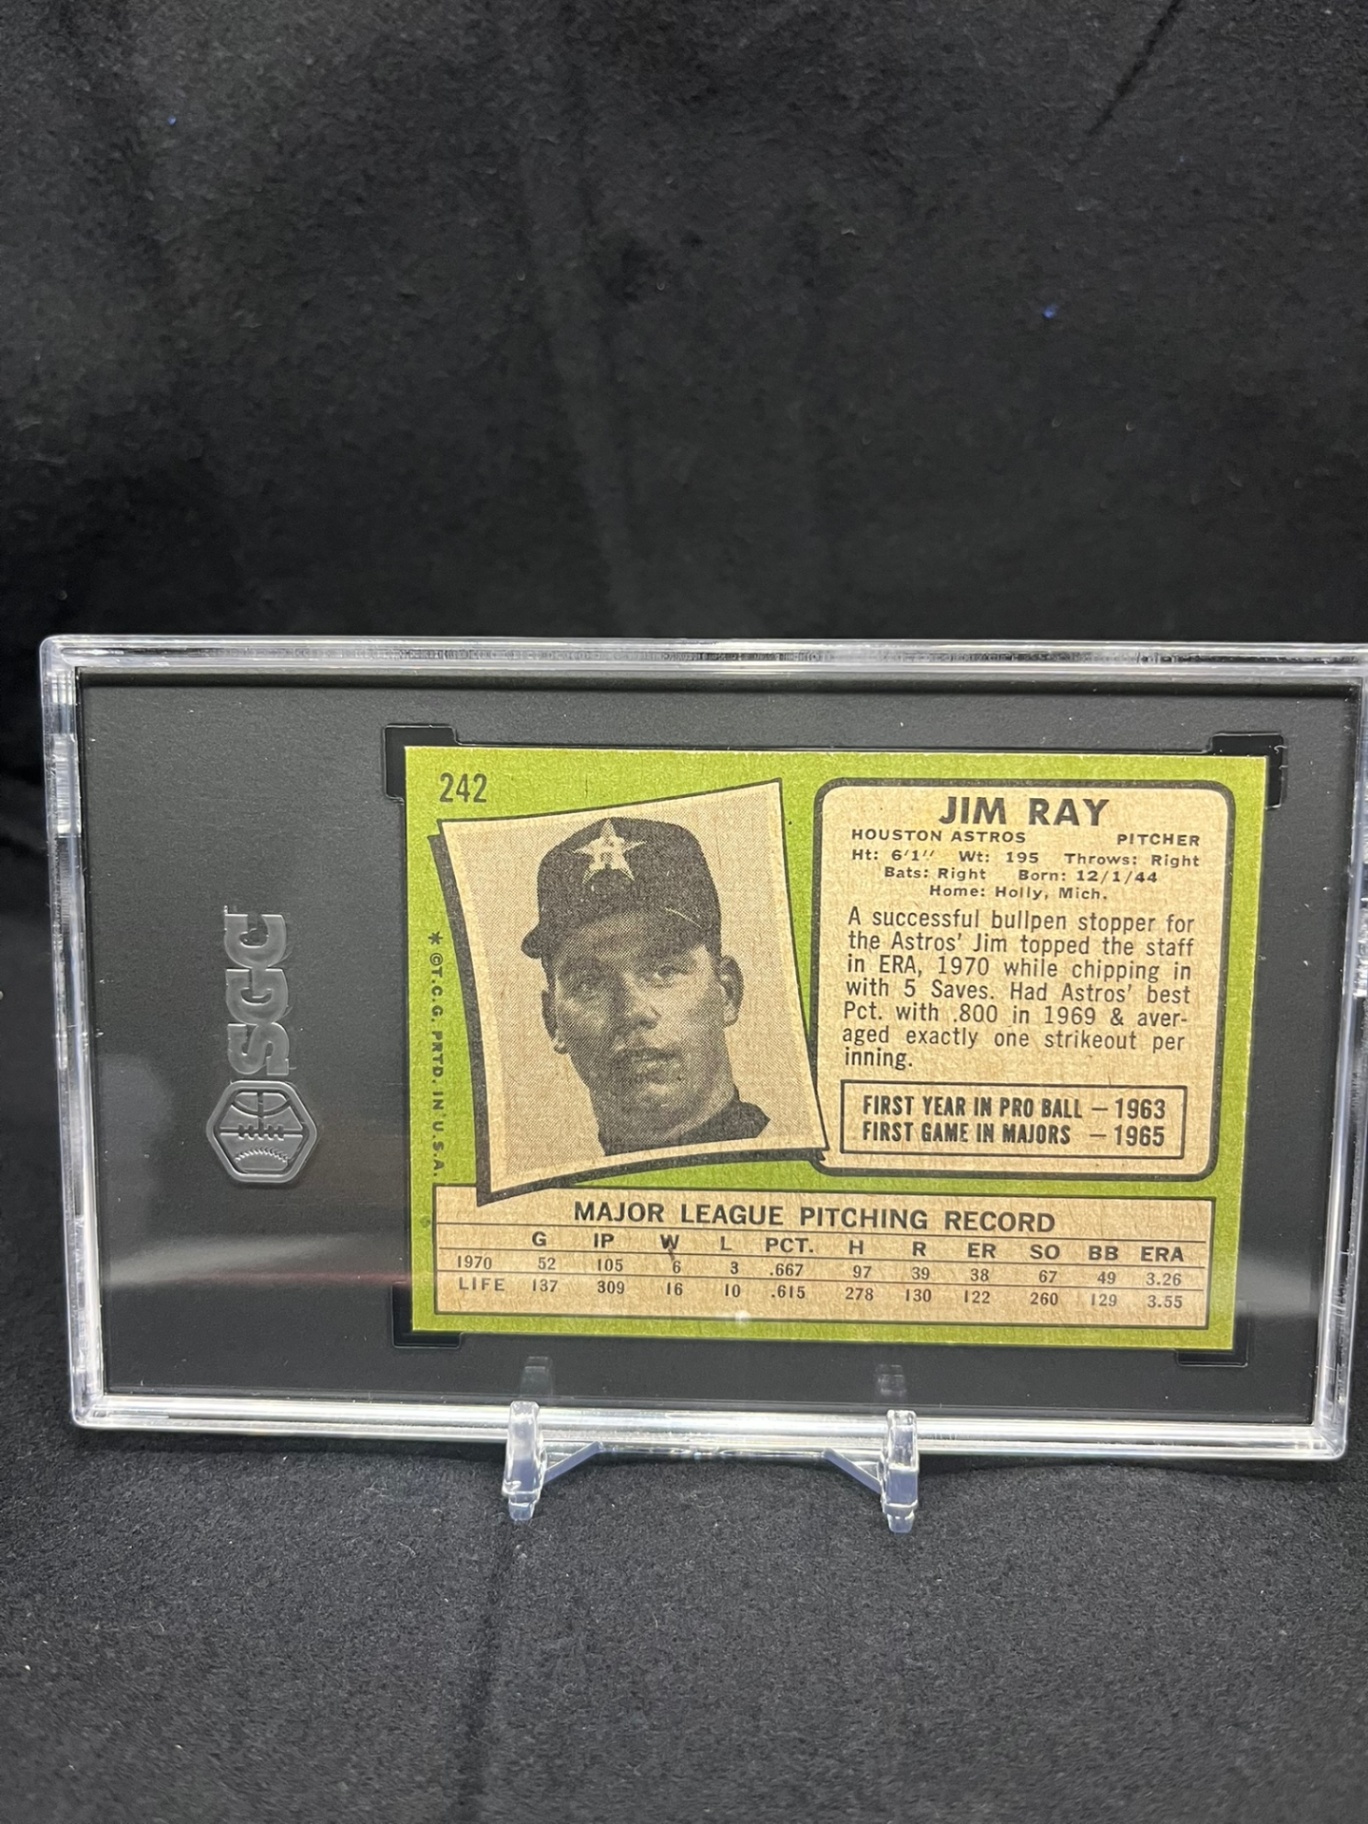 SGC
242
JIM RAY
HOUSTON ASTROS PITCHER
Ht: 6'1" Wt: 195 Throws: Right
Bats: Right Born: 12/1/44
Home: Holly, Mich.
A successful bullpen stopper for
the Astros' Jim topped the staff
in ERA, 1970 while chipping in
with 5 Saves. Had Astros' best
Pct. with .800 in 1969 & aver-
aged exactly one strikeout per
inning.
FIRST YEAR IN PRO BALL — 1963
FIRST GAME IN MAJORS — 1965
* ©T.C.G. PRTD. IN U.S.A.
MAJOR LEAGUE PITCHING RECORD
G IP W L PCT. H R ER SO BB ERA
1970 52 105 6 3 .667 97 39 38 67 49 3.26
LIFE 137 309 16 10 .615 278 130 122 260 129 3.55